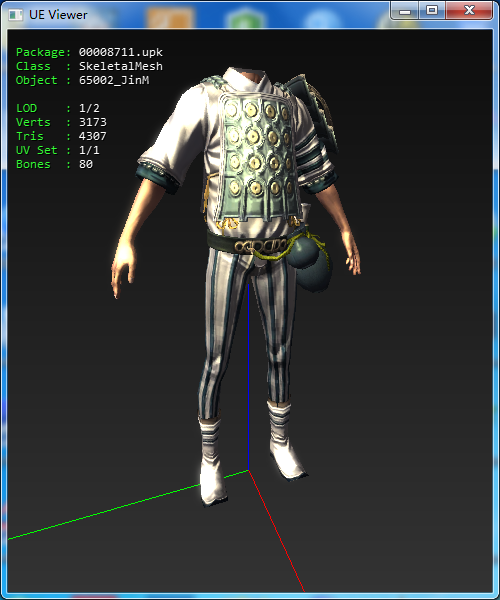 UE Viewer
Package: 00008711.upk
Class : SkeletalMesh
Object : 65002_JinM
LOD : 1/2
Verts : 3173
Tris : 4307
UV Set : 1/1
Bones : 80